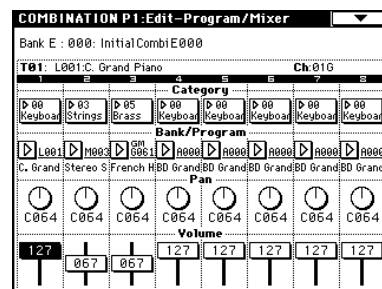 COMBINATION P1:Edit-Program/Mixer
Bank E : 000: InitialCombiE000
T01: L001:C. Grand Piano Ch:01G
1 2 3 4 5 6 7 8
Category
00 03 05 00 00 00 00 00
Keyboar Strings Brass Keyboar Keyboar Keyboar Keyboar Keyboar
Bank/Program
L001 M003 GM G061 A000 A000 A000 A000 A000
C. Grand Stereo S French H BD Grand BD Grand BD Grand BD Grand BD Grand
Pan
C064 C064 C064 C064 C064 C064 C064 C064
Volume
127 067 067 127 127 127 127 127